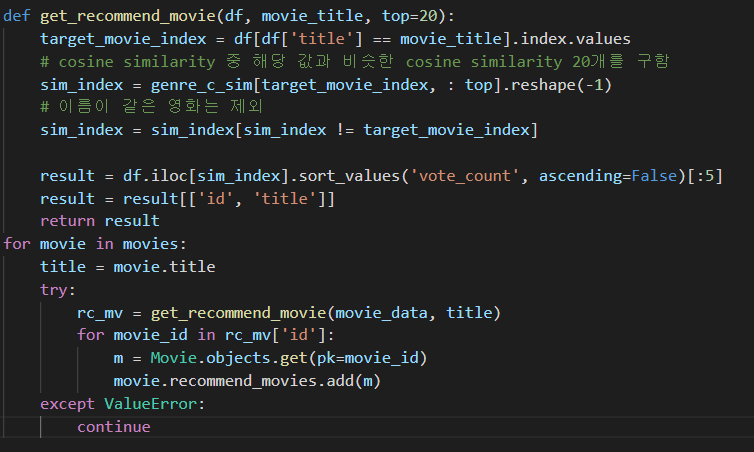 def get_recommend_movie(df, movie_title, top=20):
    target_movie_index = df[df['title'] == movie_title].index.values
    # cosine similarity 중 해당 값과 비슷한 cosine similarity 20개를 구함
    sim_index = genre_c_sim[target_movie_index, : top].reshape(-1)
    # 이름이 같은 영화는 제외
    sim_index = sim_index[sim_index != target_movie_index]

    result = df.iloc[sim_index].sort_values('vote_count', ascending=False)[:5]
    result = result[['id', 'title']]
    return result
for movie in movies:
    title = movie.title
    try:
        rc_mv = get_recommend_movie(movie_data, title)
        for movie_id in rc_mv['id']:
            m = Movie.objects.get(pk=movie_id)
            movie.recommend_movies.add(m)
    except ValueError:
        continue